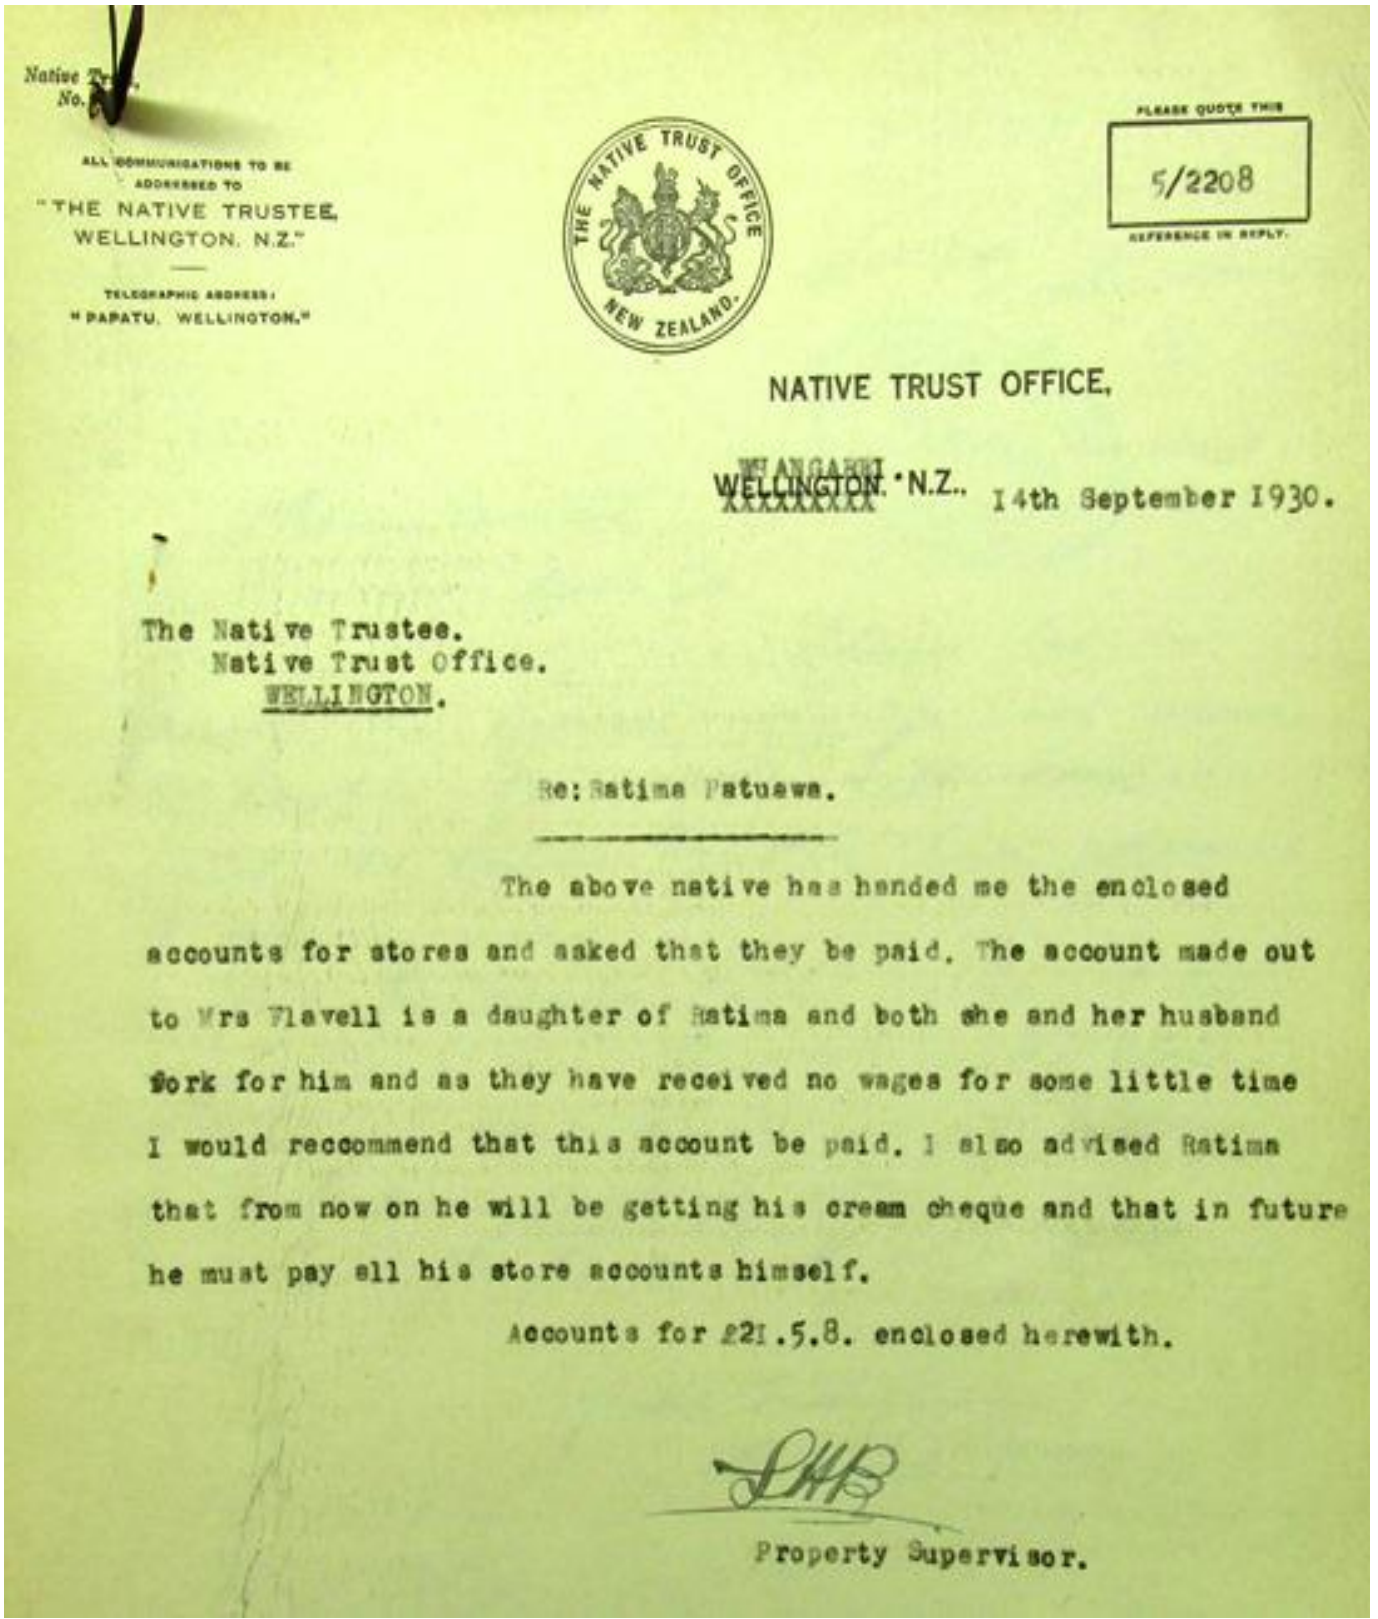 Native
No.
ALL COMMUNICATIONS TO BE
ADDRESSED TO
"THE NATIVE TRUSTEE,
WELLINGTON. N.Z."
TELEGRAPHIC ADDRESS:
"PAPATU, WELLINGTON."
THE NATIVE TRUST OFFICE
NEW ZEALAND.
PLEASE QUOTE THIS
5/2208
REFERENCE IN REPLY.
NATIVE TRUST OFFICE,
WHANGAREI
WELLINGTON. N.Z., I4th September I930.
XXXXXXXXX
The Native Trustee.
Native Trust Office.
WELLINGTON.
Re: Ratima Patuawa.
The above native has handed me the enclosed
accounts for stores and asked that they be paid. The account made out
to Mrs Flavell is a daughter of Ratima and both she and her husband
work for him and as they have received no wages for some little time
I would reccommend that this account be paid. I also advised Ratima
that from now on he will be getting his cream cheque and that in future
he must pay all his store accounts himself.
Accounts for £2I.5.8. enclosed herewith.
SHB
Property Supervisor.